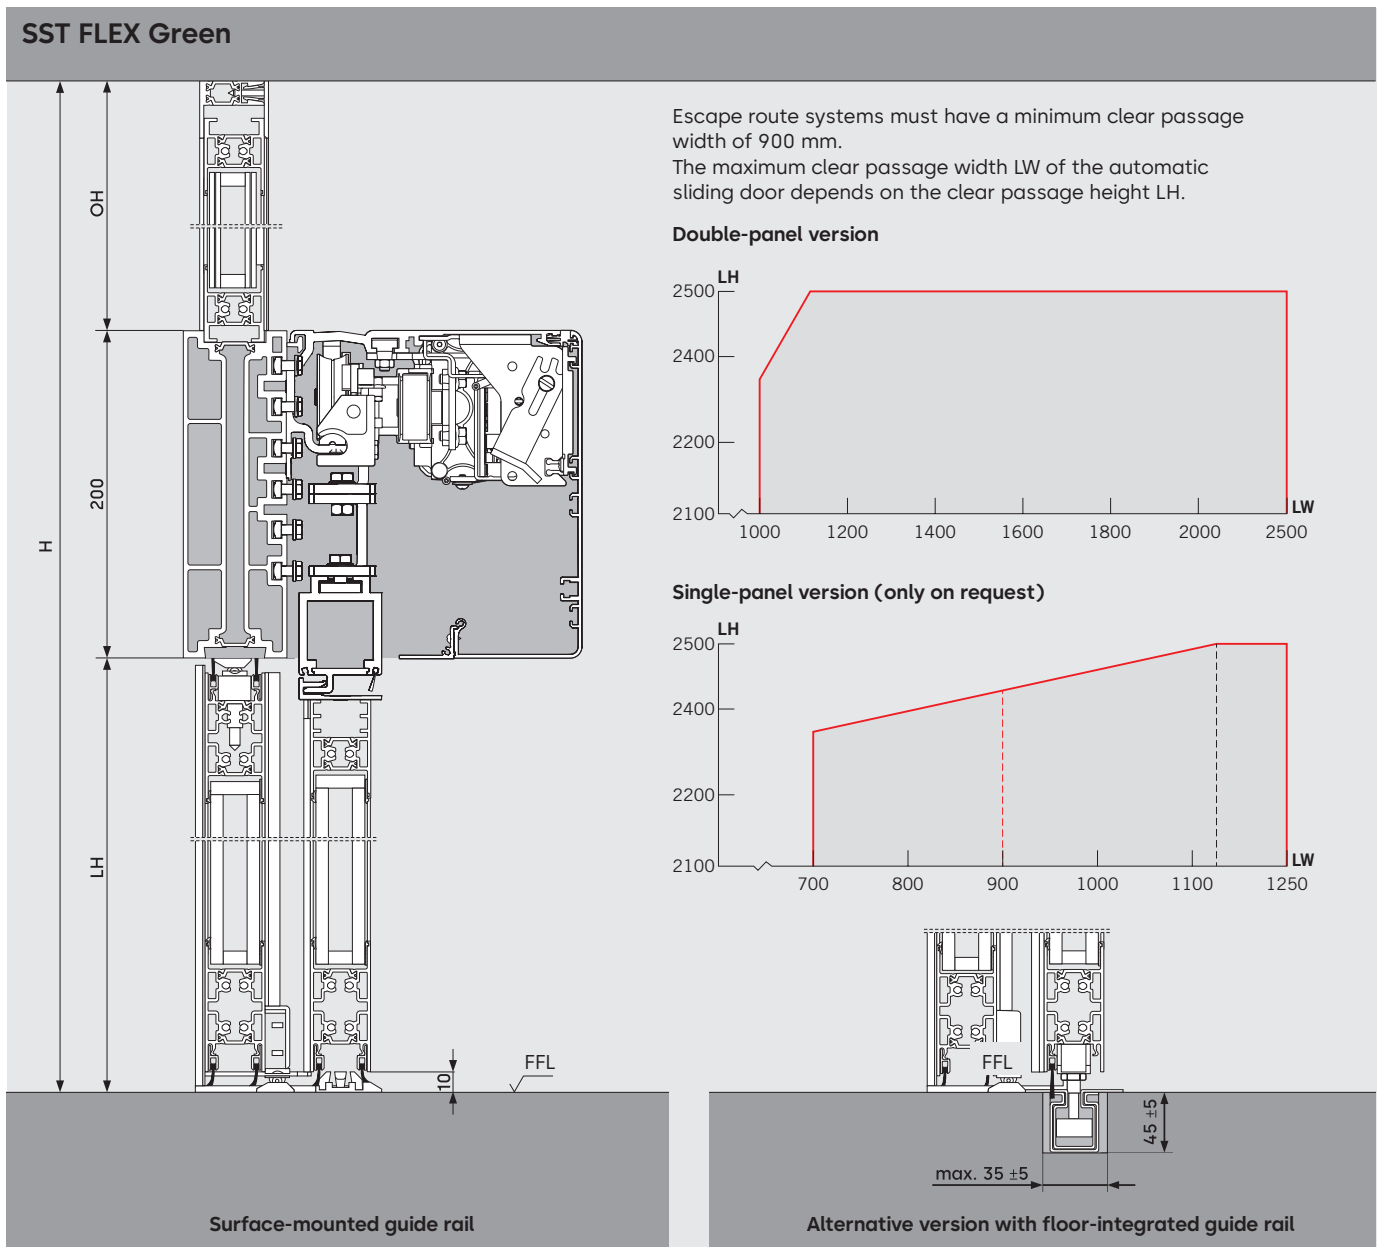 SST FLEX Green
OH
200
H
LH
10
FFL
Surface-mounted guide rail
Escape route systems must have a minimum clear passage
width of 900 mm.
The maximum clear passage width LW of the automatic
sliding door depends on the clear passage height LH.
Double-panel version
LH
2500
2400
2200
2100
LW
1000 1200 1400 1600 1800 2000 2500
Single-panel version (only on request)
LH
2500
2400
2200
2100
LW
700 800 900 1000 1100 1250
FFL
45 ±5
max. 35 ±5
Alternative version with floor-integrated guide rail